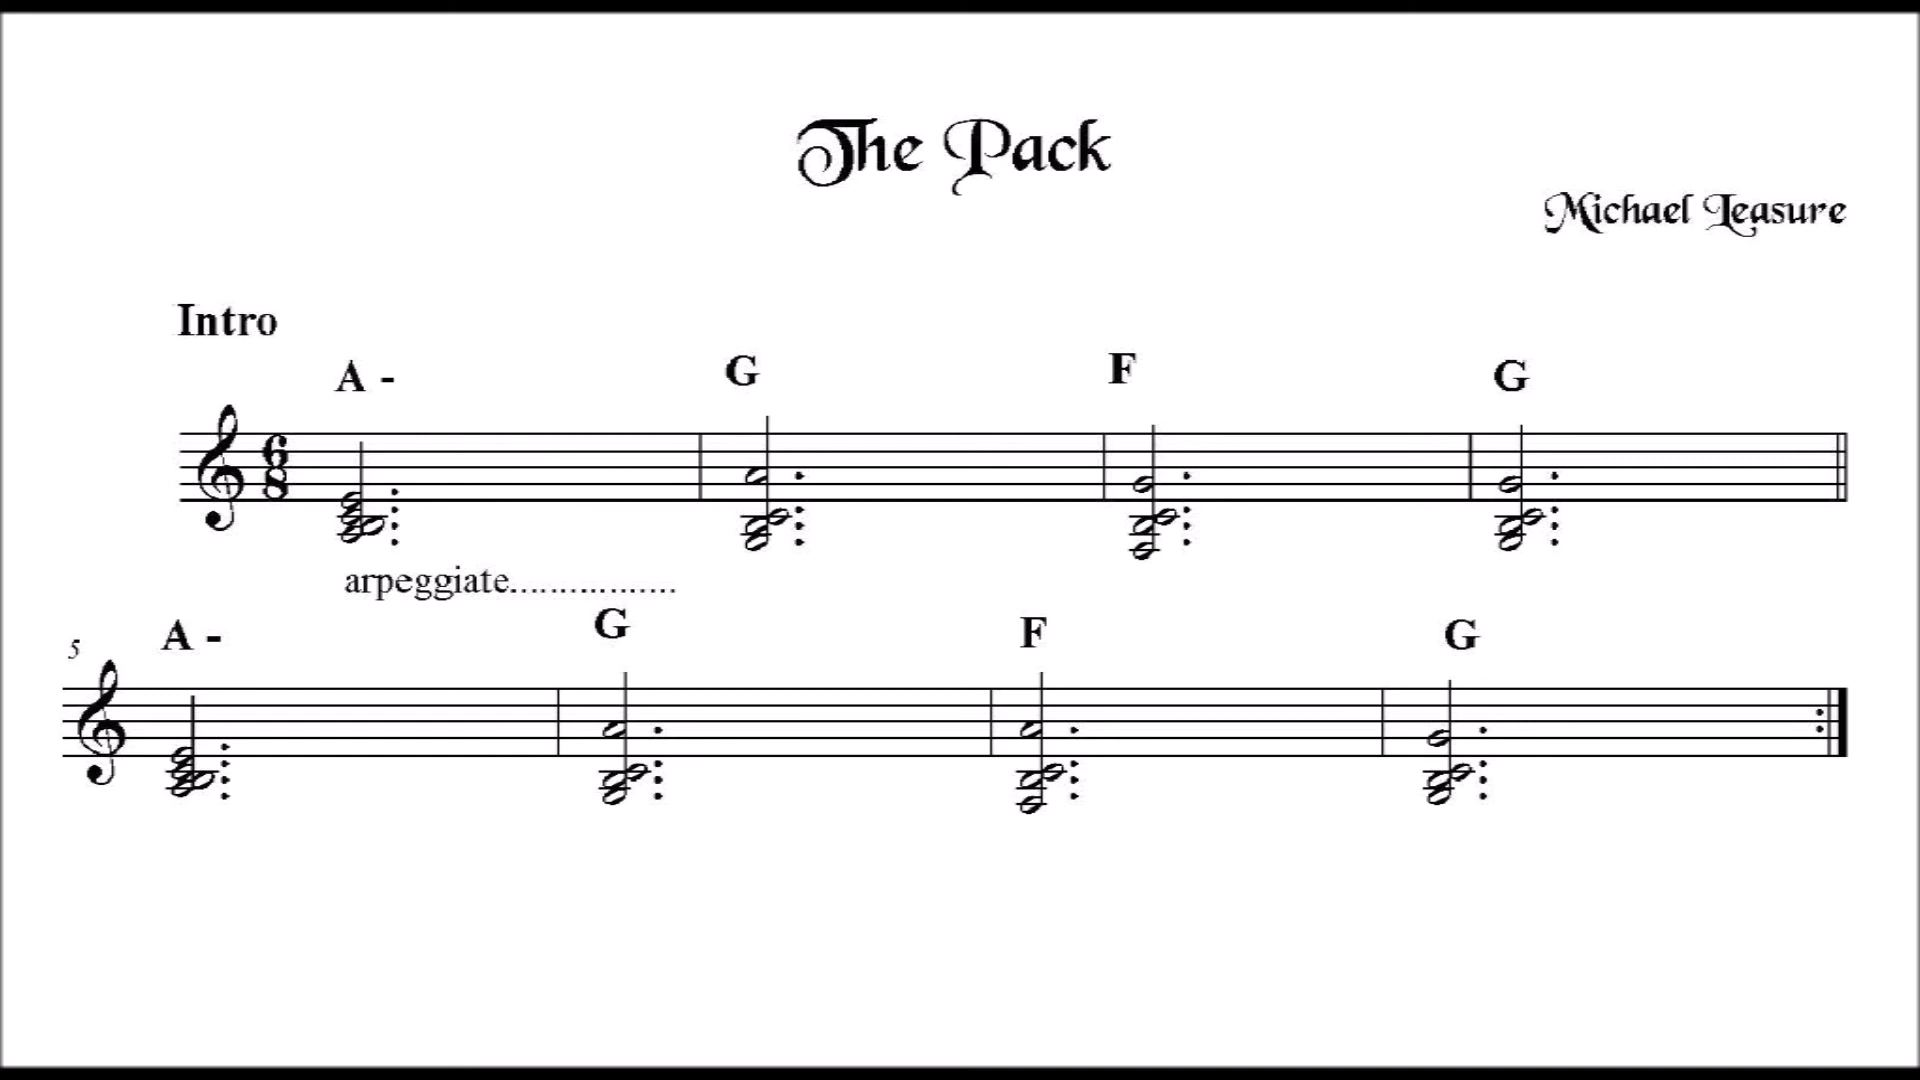 The Pack
Michael Leasure
Intro
A - G F G
6
8
arpeggiate.................
5 A - G F G